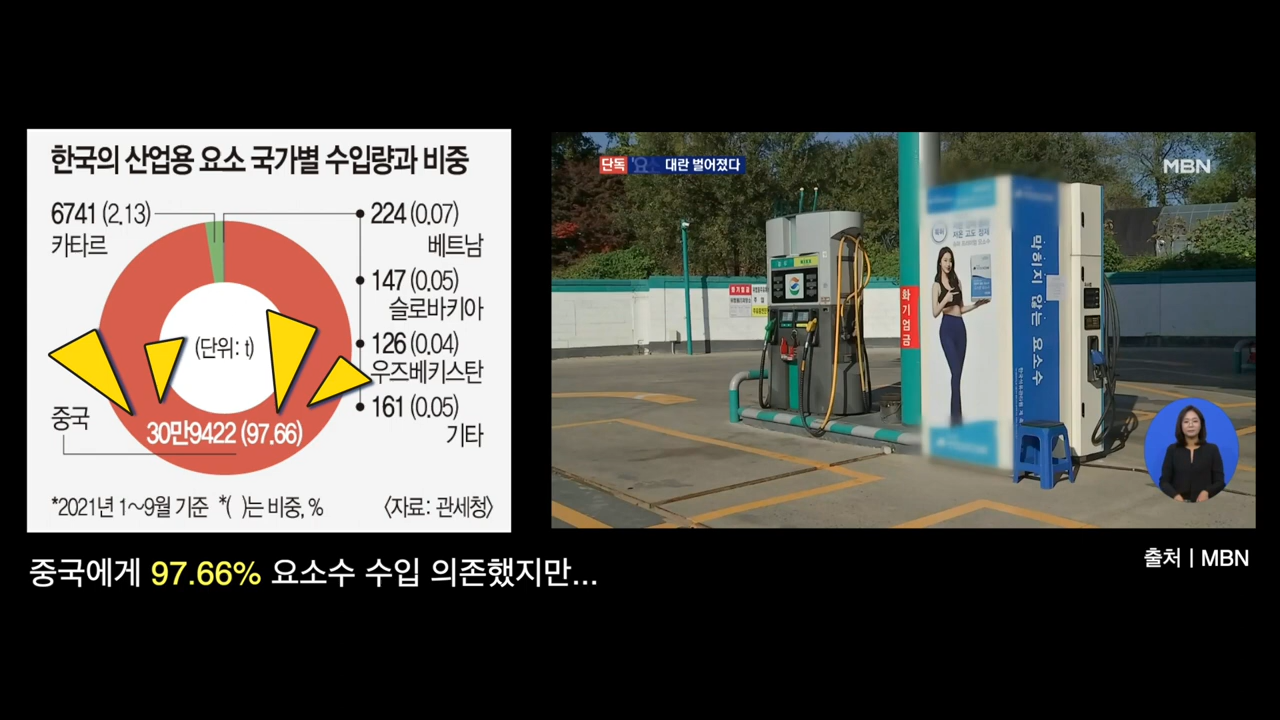 한국의 산업용 요소 국가별 수입량과 비중
6741 (2.13)
카타르
224 (0.07)
베트남
147 (0.05)
슬로바키아
126 (0.04)
우즈베키스탄
161 (0.05)
기타
(단위: t)
중국
30만9422 (97.66)
*2021년 1~9월 기준 *( )는 비중, %
〈자료: 관세청〉
중국에게 97.66% 요소수 수입 의존했지만...
단독 '요소 대란 벌어졌다
MBN
화기엄금
막히지 않는 요소수
출처 | MBN